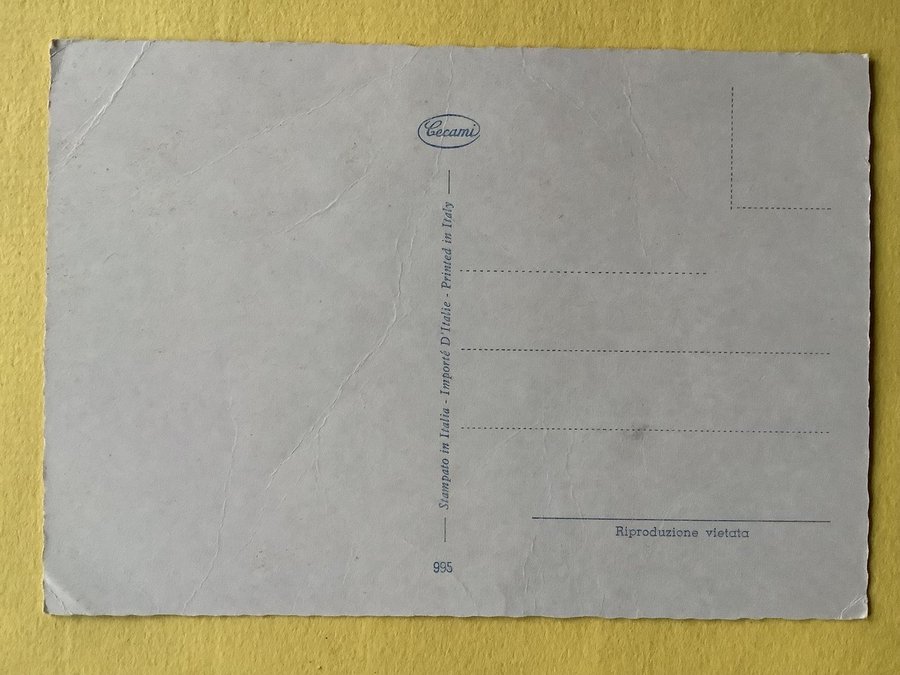 Cecami
Stampato in Italia - Importé D'Italie - Printed in Italy
Riproduzione vietata
995